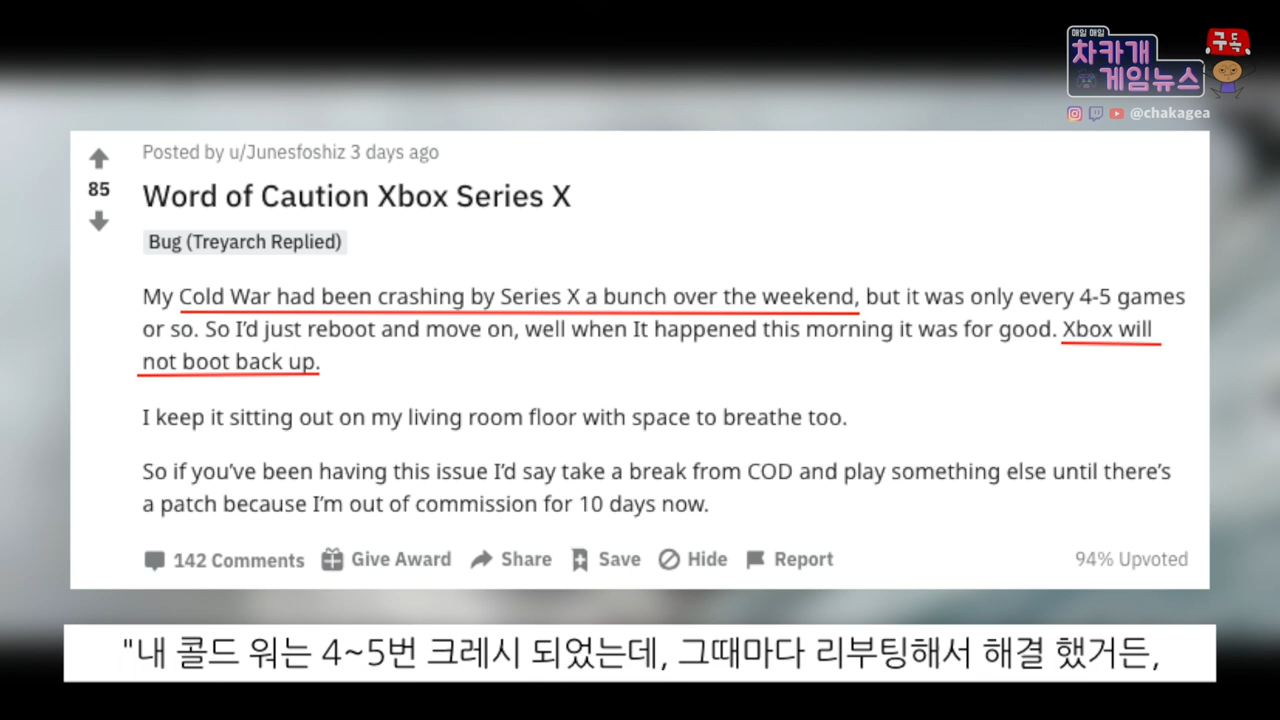 매일 매일
차카개
게임뉴스
구독
@chakagea
Posted by u/Junesfoshiz 3 days ago
85
Word of Caution Xbox Series X
Bug (Treyarch Replied)
My Cold War had been crashing by Series X a bunch over the weekend, but it was only every 4-5 games
or so. So I'd just reboot and move on, well when It happened this morning it was for good. Xbox will
not boot back up.
I keep it sitting out on my living room floor with space to breathe too.
So if you've been having this issue I'd say take a break from COD and play something else until there's
a patch because I'm out of commission for 10 days now.
142 Comments Give Award Share Save Hide Report 94% Upvoted
"내 콜드 워는 4~5번 크레시 되었는데, 그때마다 리부팅해서 해결 했거든,